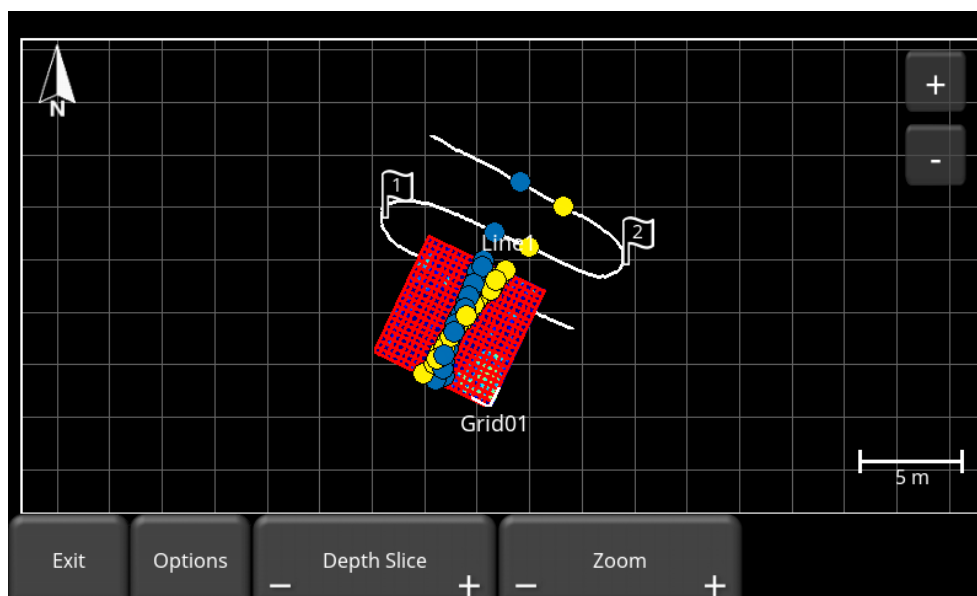 N
+
-
1
2
Line1
Grid01
5 m
Exit
Options
Depth Slice
− +
Zoom
− +